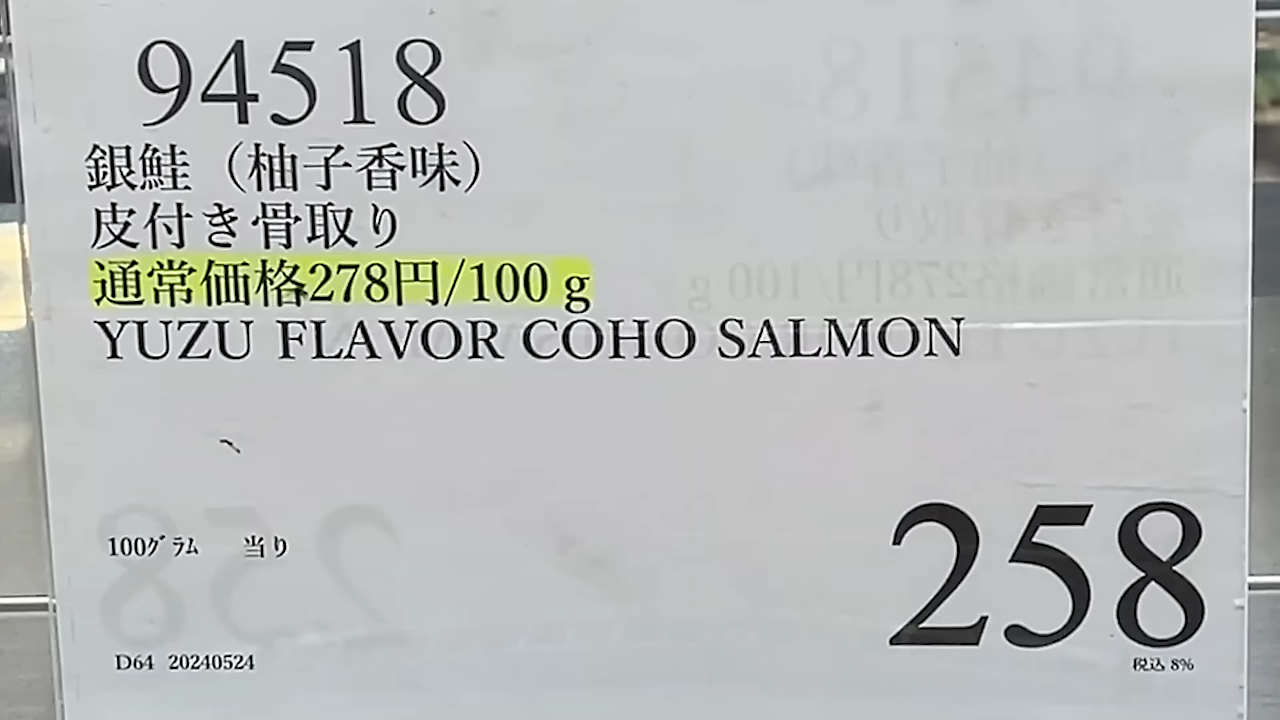 94518
銀鮭（柚子香味）
皮付き骨取り
通常価格278円/100 g
YUZU FLAVOR COHO SALMON
100ｸﾞﾗﾑ 当り
258
税込 8%
D64 20240524